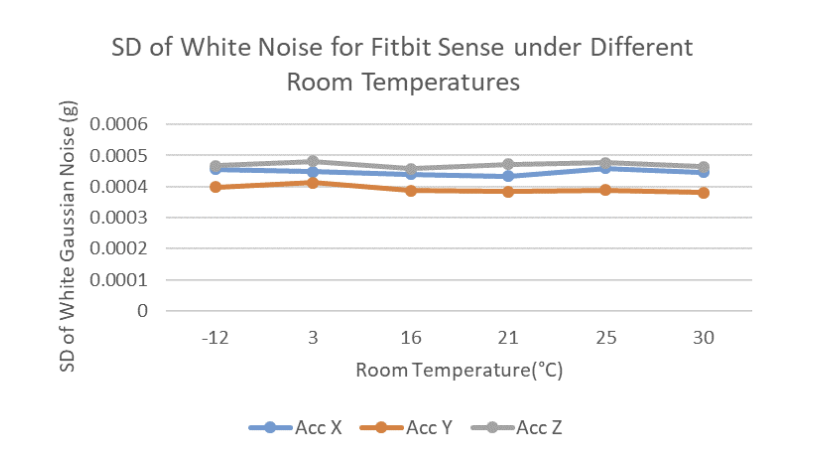 SD of White Noise for Fitbit Sense under Different
Room Temperatures
SD of White Gaussian Noise (g)
0.0006
0.0005
0.0004
0.0003
0.0002
0.0001
0
-12 3 16 21 25 30
Room Temperature(°C)
Acc X Acc Y Acc Z